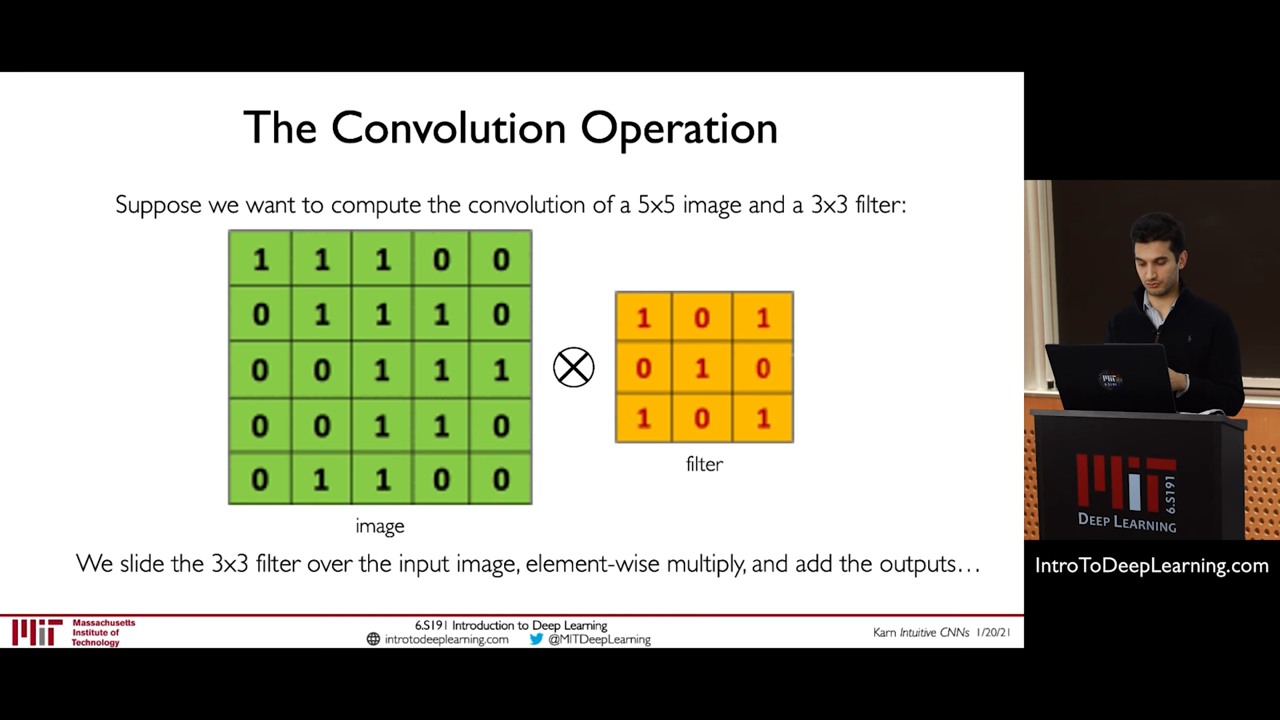 The Convolution Operation
Suppose we want to compute the convolution of a 5x5 image and a 3x3 filter:
1 1 1 0 0
0 1 1 1 0
0 0 1 1 1
0 0 1 1 0
0 1 1 0 0
image
1 0 1
0 1 0
1 0 1
filter
We slide the 3x3 filter over the input image, element-wise multiply, and add the outputs…
Massachusetts
Institute of
Technology
6.S191 Introduction to Deep Learning
introtodeeplearning.com @MITDeepLearning
Karn Intuitive CNNs 1/20/21
MIT
6.S191
DEEP LEARNING
IntroToDeepLearning.com